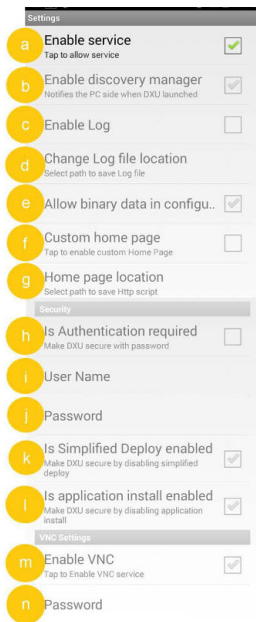 Settings
a Enable service
Tap to allow service
b Enable discovery manager
Notifies the PC side when DXU launched
c Enable Log
d Change Log file location
Select path to save Log file
e Allow binary data in configu..
f Custom home page
Tap to enable custom Home Page
g Home page location
Select path to save Http script
Security
h Is Authentication required
Make DXU secure with password
i User Name
j Password
k Is Simplified Deploy enabled
Make DXU secure by disabling simplified
deploy
l Is application install enabled
Make DXU secure by disabling application
install
VNC Settings
m Enable VNC
Tap to Enable VNC service
n Password